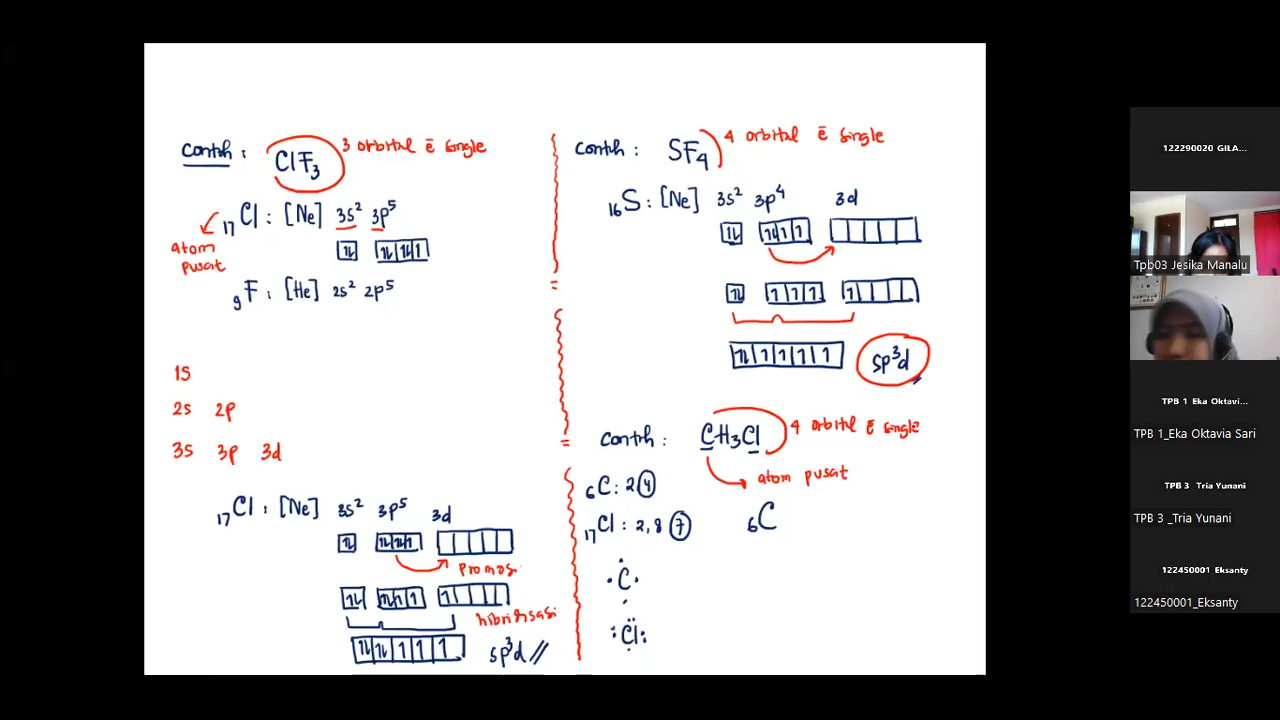 Contoh :
ClF3
3 orbital ē single
17Cl : [Ne] 3s² 3p⁵
atom
pusat
9F : [He] 2s² 2p⁵
1s
2s 2p
3s 3p 3d
17Cl : [Ne] 3s² 3p⁵ 3d
promosi
hibridisasi
sp³d //
Contoh : SF4
4 orbital ē single
16S : [Ne] 3s² 3p⁴ 3d
sp³d
Contoh : CH3Cl
4 orbital ē single
atom pusat
6C : 2 4
17Cl : 2, 8 7
6C
C
Cl
122290020 GILA...
Tpb03 Jesika Manalu
TPB 1 Eka Oktavi...
TPB 1_Eka Oktavia Sari
TPB 3 Tria Yunani
TPB 3 _Tria Yunani
122450001 Eksanty
122450001_Eksanty